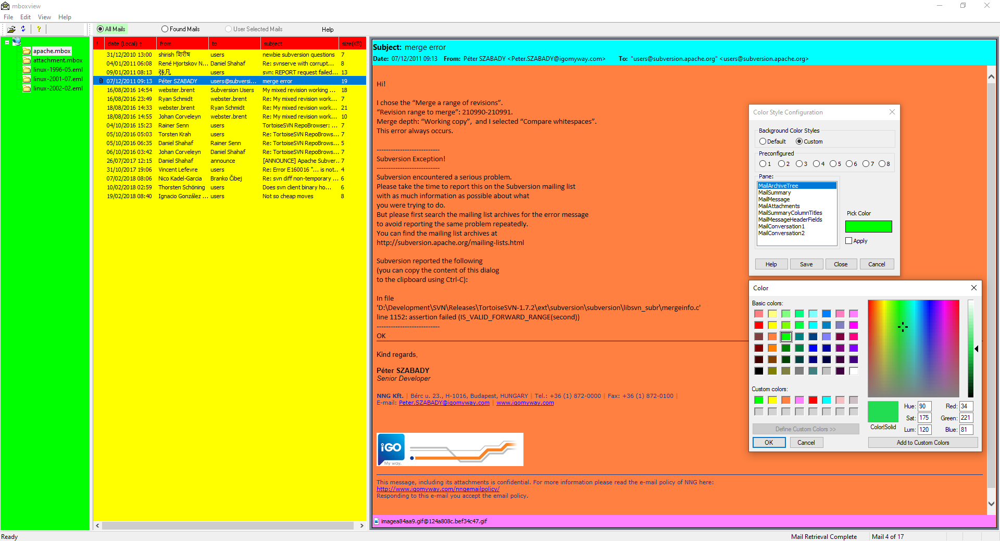 mboxview
File Edit View Help
All Mails Found Mails User Selected Mails Help
apache.mbox
attachment.mbox
linux-1996-05.eml
linux-2001-07.eml
linux-2002-02.eml
! date (Local) ↑ from to subject size(KB)
31/12/2010 13:00 shirish शिरीष users newbie subversion questions 7
04/01/2011 06:08 René Hjortskov N... Daniel Shahaf Re: svnserve with corrupt... 8
09/01/2011 08:13 张凡 users svn: REPORT request failed... 13
07/12/2011 09:13 Péter SZABADY users@subversi... merge error 19
16/08/2016 14:54 webster.brent Subversion Users My mixed revision working ... 18
16/08/2016 23:49 Ryan Schmidt webster.brent Re: My mixed revision work... 7
18/08/2016 14:33 webster.brent Ryan Schmidt Re: My mixed revision work... 21
18/08/2016 14:55 Johan Corveleyn webster.brent Re: My mixed revision work... 10
04/10/2016 15:23 Rainer Senn users TortoiseSVN RepoBrowser: ... 7
05/10/2016 05:03 Torsten Krah users Re: TortoiseSVN RepoBrows... 7
05/10/2016 06:35 Daniel Shahaf Rainer Senn Re: TortoiseSVN RepoBrows... 5
06/10/2016 03:42 Johan Corveleyn Daniel Shahaf Re: TortoiseSVN RepoBrows... 7
26/07/2017 12:15 Daniel Shahaf announce [ANNOUNCE] Apache Subver... 7
31/10/2017 19:06 Vincent Lefevre users Re: Error E160016 "... is not... 4
07/02/2018 08:06 Nico Kadel-Garcia Branko Čibej Re: svn diff non-temporary ... 6
10/02/2018 02:59 Thorsten Schöning users Does svn client binary ho... 6
19/02/2018 08:40 Ignacio González ... users Not so cheap moves 8
Subject: merge error
Date: 07/12/2011 09:13 From: Péter SZABADY <Peter.SZABADY@igomyway.com> To: "users@subversion.apache.org" <users@subversion.apache.org>
Hi!
I chose the “Merge a range of revisions”.
“Revision range to merge”: 210990-210991.
Merge depth: “Working copy”, and I selected “Compare whitespaces”.
This error always occurs.
---------------------------
Subversion Exception!
---------------------------
Subversion encountered a serious problem.
Please take the time to report this on the Subversion mailing list
with as much information as possible about what
you were trying to do.
But please first search the mailing list archives for the error message
to avoid reporting the same problem repeatedly.
You can find the mailing list archives at
http://subversion.apache.org/mailing-lists.html
Subversion reported the following
(you can copy the content of this dialog
to the clipboard using Ctrl-C):
In file
'D:\Development\SVN\Releases\TortoiseSVN-1.7.2\ext\subversion\subversion\libsvn_subr\mergeinfo.c'
line 1152: assertion failed (IS_VALID_FORWARD_RANGE(second))
---------------------------
OK
Kind regards,
Péter SZABADY
Senior Developer
NNG Kft. | Bérc u. 23., H-1016, Budapest, HUNGARY | Tel.: +36 (1) 872-0000 | Fax: +36 (1) 872-0100 |
E-mail: Peter.SZABADY@igomyway.com | www.igomyway.com
iGO
My way.
This message, including its attachments is confidential. For more information please read the e-mail policy of NNG here:
http://www.igomyway.com/nngemailpolicy/
Responding to this e-mail you accept the email policy.
imagea84aa9.gif@124a808c.bef34c47.gif
Color Style Configuration
Background Color Styles
Default Custom
Preconfigured
1 2 3 4 5 6 7 8
Pane:
MailArchiveTree
MailSummary
MailMessage
MailAttachments
MailSummaryColumnTitles
MailMessageHeaderFields
MailConversation1
MailConversation2
Pick Color
Apply
Help Save Close Cancel
Color
Basic colors:
Custom colors:
Define Custom Colors >>
OK Cancel
Color|Solid
Hue: 90 Red: 34
Sat: 175 Green: 221
Lum: 120 Blue: 81
Add to Custom Colors
Ready
Mail Retrieval Complete Mail 4 of 17